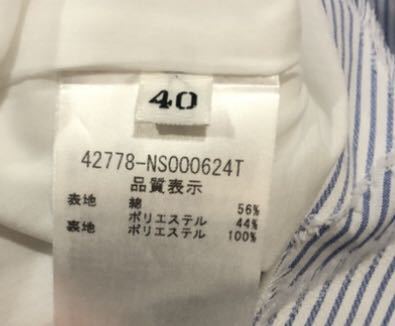 40
42778-NS000624T
品質表示
表地 綿 56%
ポリエステル 44%
裏地 ポリエステル 100%